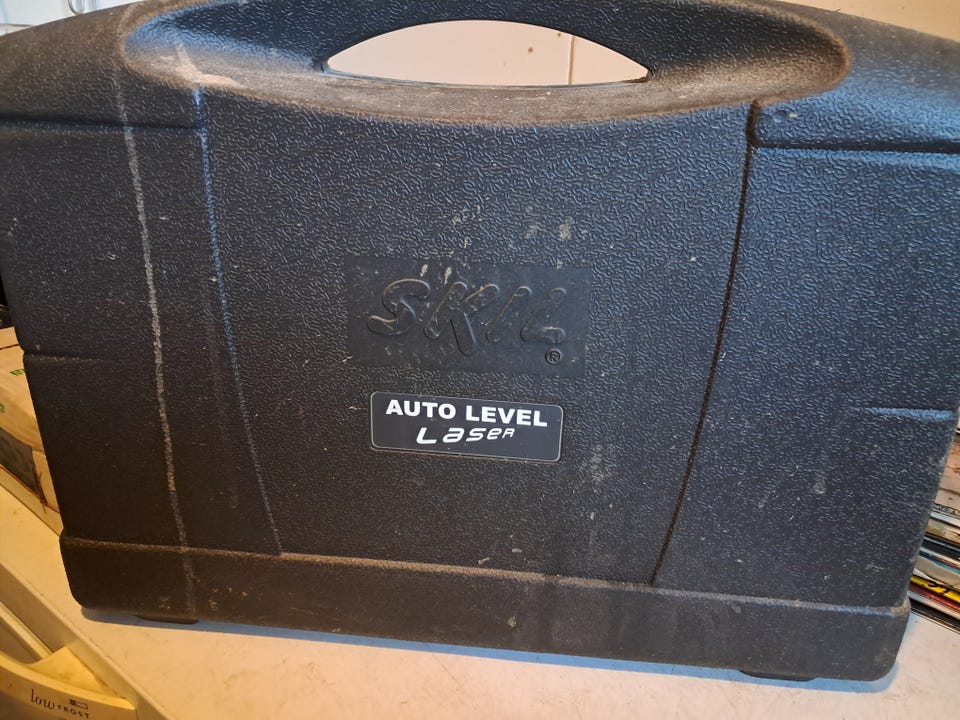 SKIL
®
AUTO LEVEL
Laser
low FROST